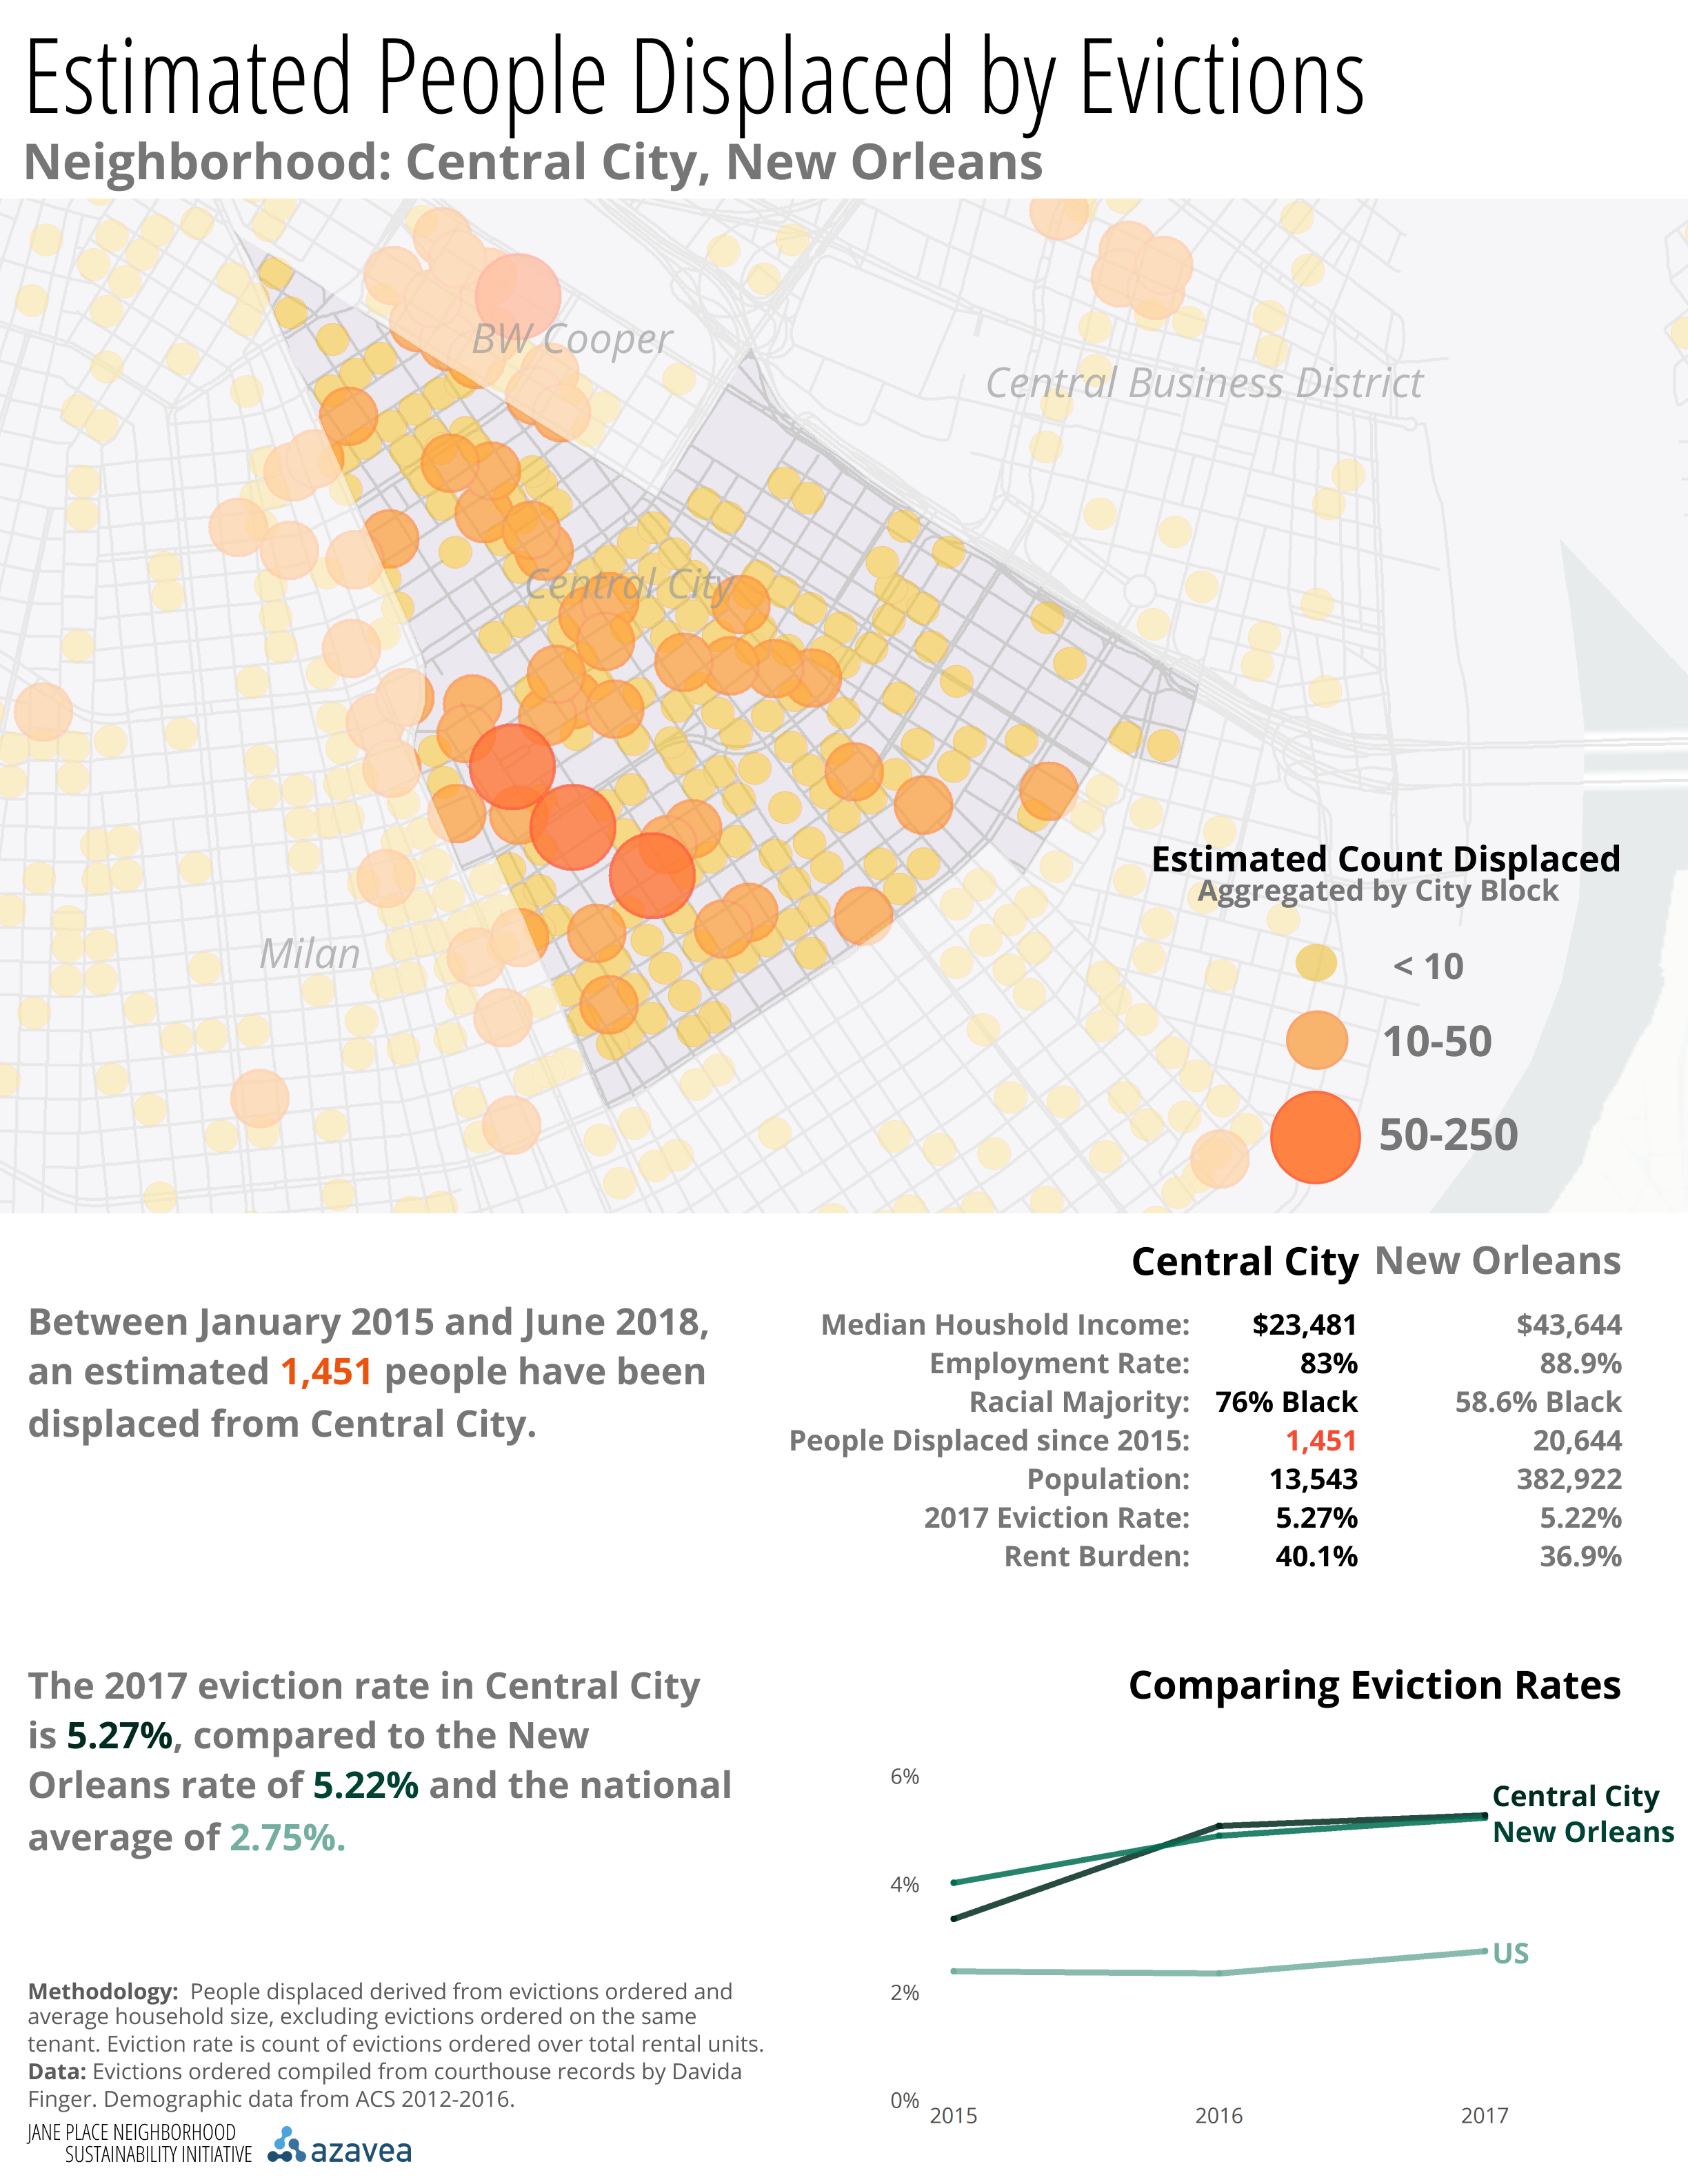 Estimated People Displaced by Evictions
Neighborhood: Central City, New Orleans
BW Cooper
Central Business District
Central City
Milan
Estimated Count Displaced
Aggregated by City Block
< 10
10-50
50-250
Between January 2015 and June 2018,
an estimated 1,451 people have been
displaced from Central City.
Central City New Orleans
Median Houshold Income: $23,481 $43,644
Employment Rate: 83% 88.9%
Racial Majority: 76% Black 58.6% Black
People Displaced since 2015: 1,451 20,644
Population: 13,543 382,922
2017 Eviction Rate: 5.27% 5.22%
Rent Burden: 40.1% 36.9%
The 2017 eviction rate in Central City
is 5.27%, compared to the New
Orleans rate of 5.22% and the national
average of 2.75%.
Comparing Eviction Rates
6%
4%
2%
0%
2015 2016 2017
Central City
New Orleans
US
Methodology: People displaced derived from evictions ordered and
average household size, excluding evictions ordered on the same
tenant. Eviction rate is count of evictions ordered over total rental units.
Data: Evictions ordered compiled from courthouse records by Davida
Finger. Demographic data from ACS 2012-2016.
JANE PLACE NEIGHBORHOOD
SUSTAINABILITY INITIATIVE
azavea